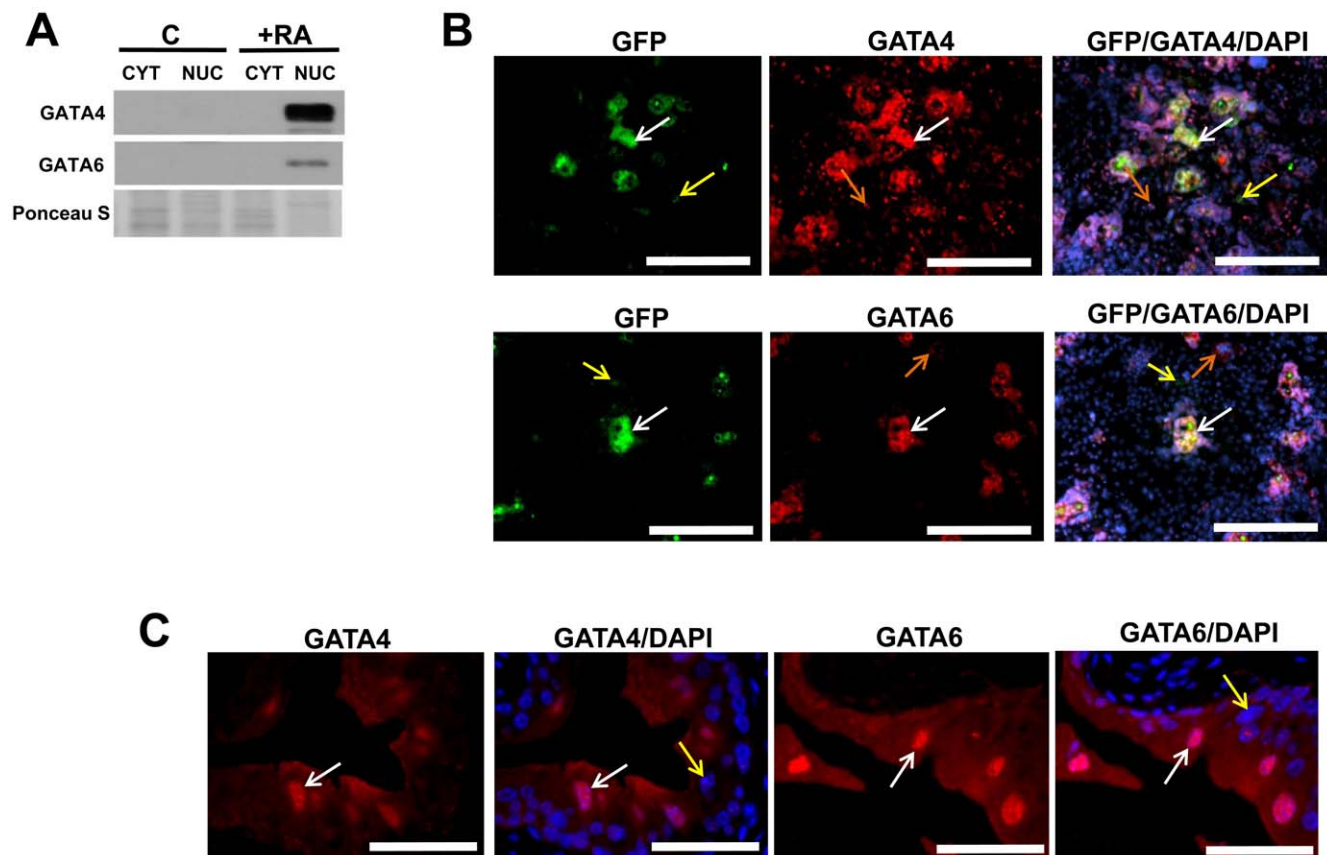 A
C +RA
CYT NUC CYT NUC
GATA4
GATA6
Ponceau S
B
GFP GATA4 GFP/GATA4/DAPI
GFP GATA6 GFP/GATA6/DAPI
C
GATA4 GATA4/DAPI GATA6 GATA6/DAPI